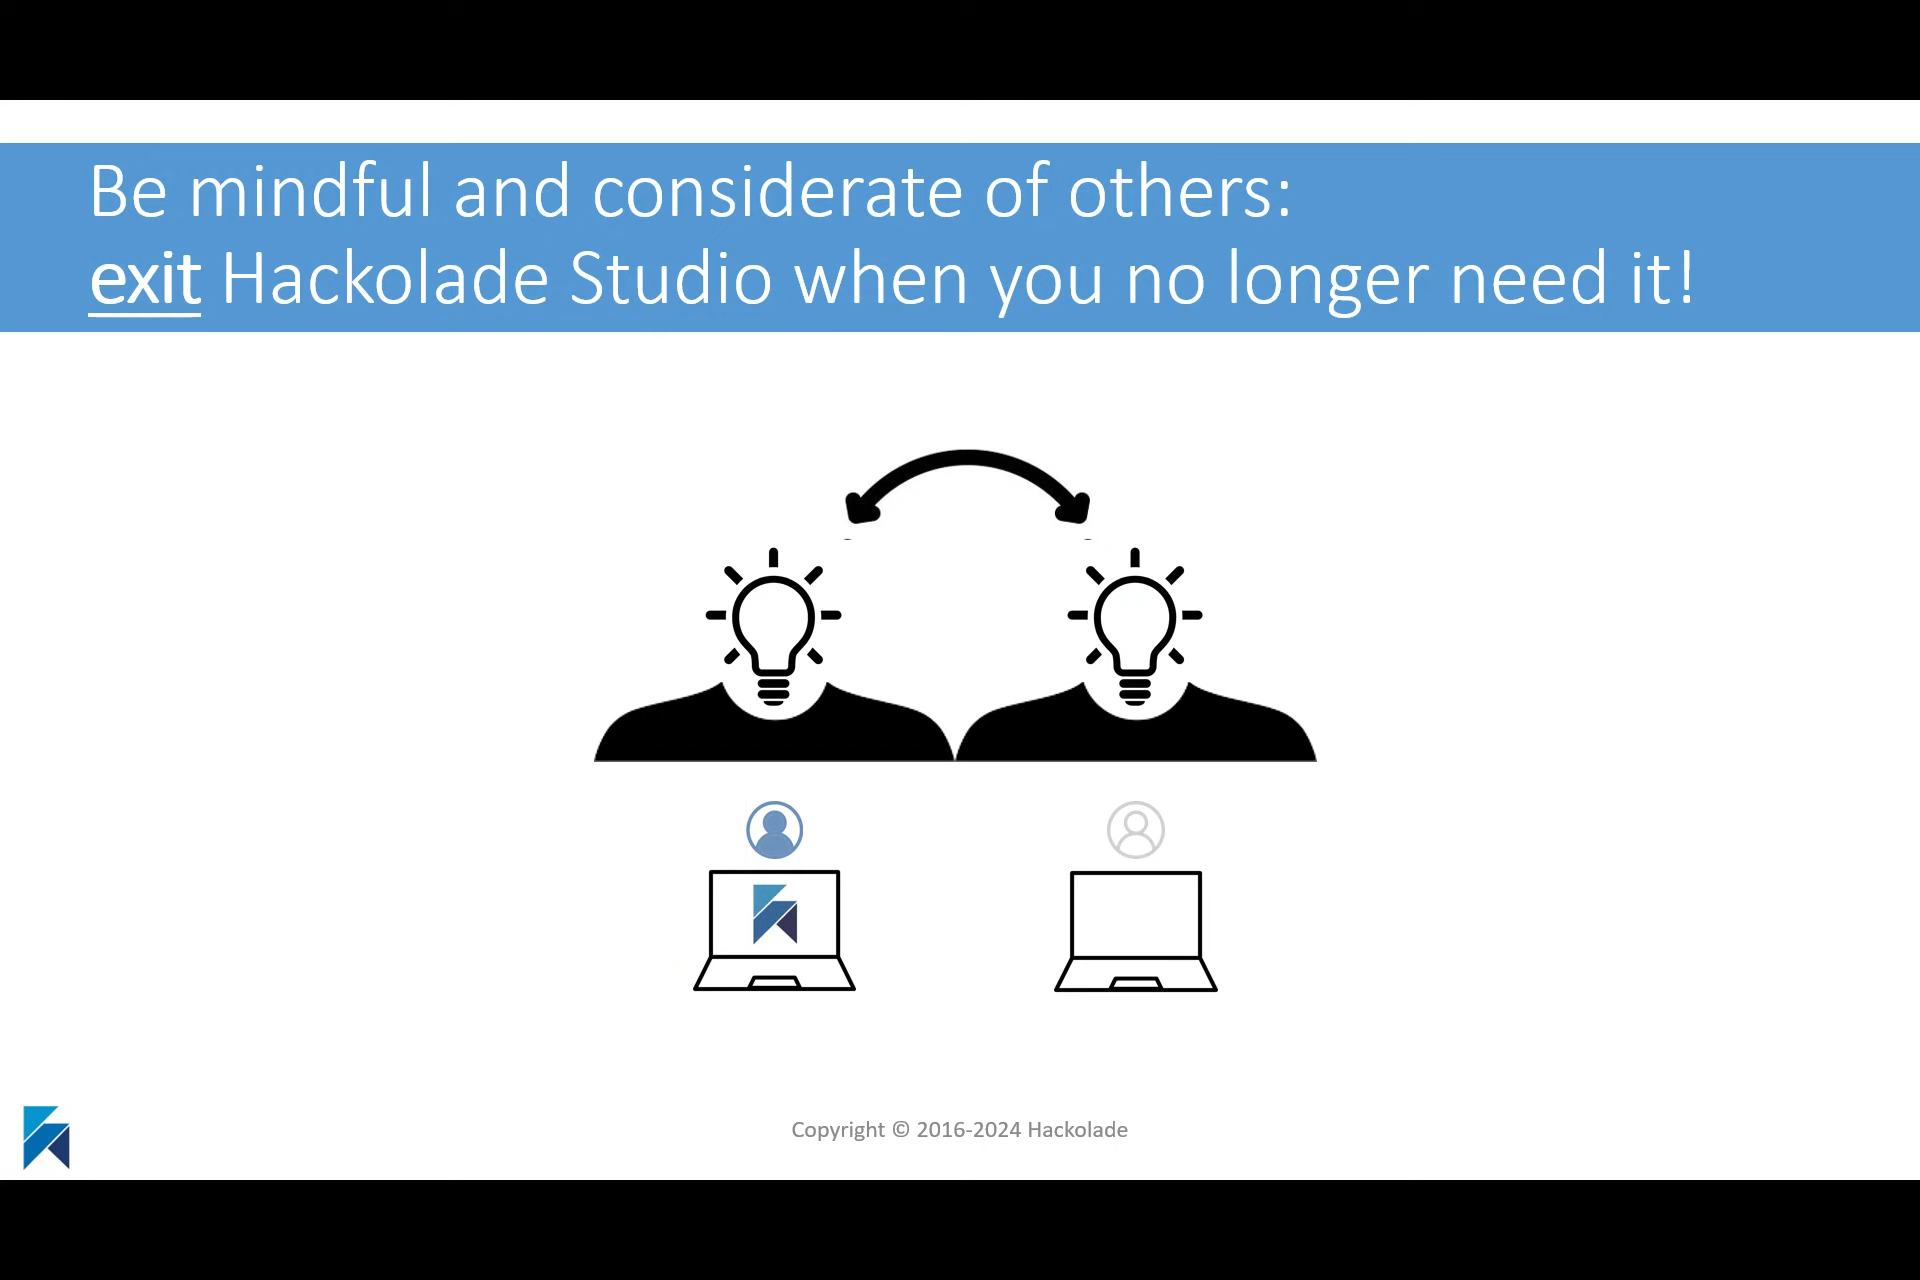 Be mindful and considerate of others:
exit Hackolade Studio when you no longer need it!
Copyright © 2016-2024 Hackolade